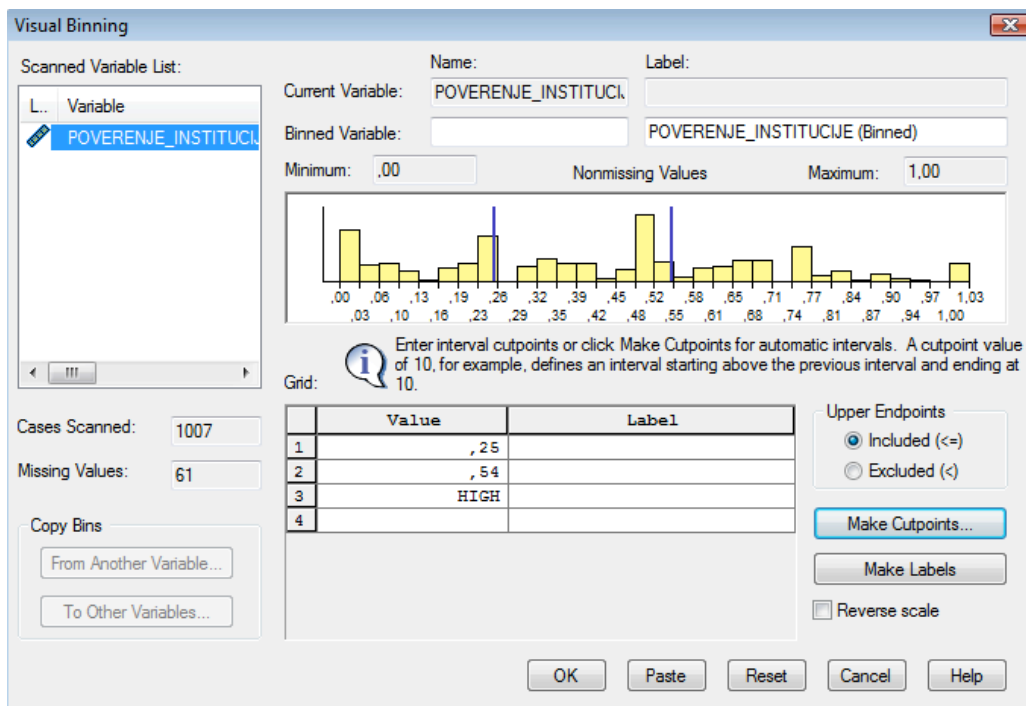 Visual Binning
Scanned Variable List:
L.. Variable
POVERENJE_INSTITUCIJ
Cases Scanned: 1007
Missing Values: 61
Copy Bins
From Another Variable...
To Other Variables...
Name: Label:
Current Variable: POVERENJE_INSTITUCIJ
Binned Variable: POVERENJE_INSTITUCIJE (Binned)
Minimum: ,00 Nonmissing Values Maximum: 1,00
,00 ,06 ,13 ,19 ,26 ,32 ,39 ,45 ,52 ,58 ,65 ,71 ,77 ,84 ,90 ,97 1,03
,03 ,10 ,16 ,23 ,29 ,35 ,42 ,48 ,55 ,61 ,68 ,74 ,81 ,87 ,94 1,00
Enter interval cutpoints or click Make Cutpoints for automatic intervals. A cutpoint value
of 10, for example, defines an interval starting above the previous interval and ending at
10.
Grid:
Value Label
1 ,25
2 ,54
3 HIGH
4
Upper Endpoints
Included (<=)
Excluded (<)
Make Cutpoints...
Make Labels
Reverse scale
OK Paste Reset Cancel Help